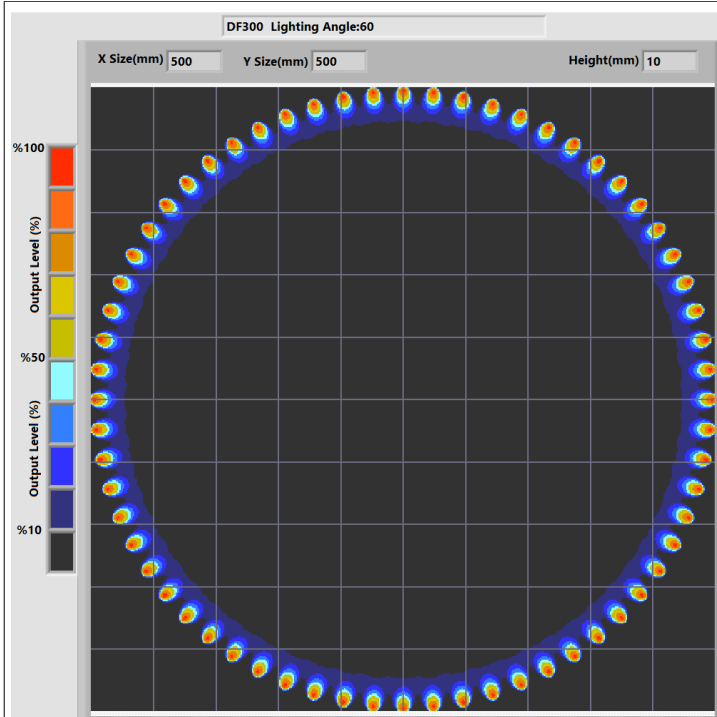 DF300 Lighting Angle:60
X Size(mm) 500 Y Size(mm) 500 Height(mm) 10
%100
Output Level (%)
%50
Output Level (%)
%10